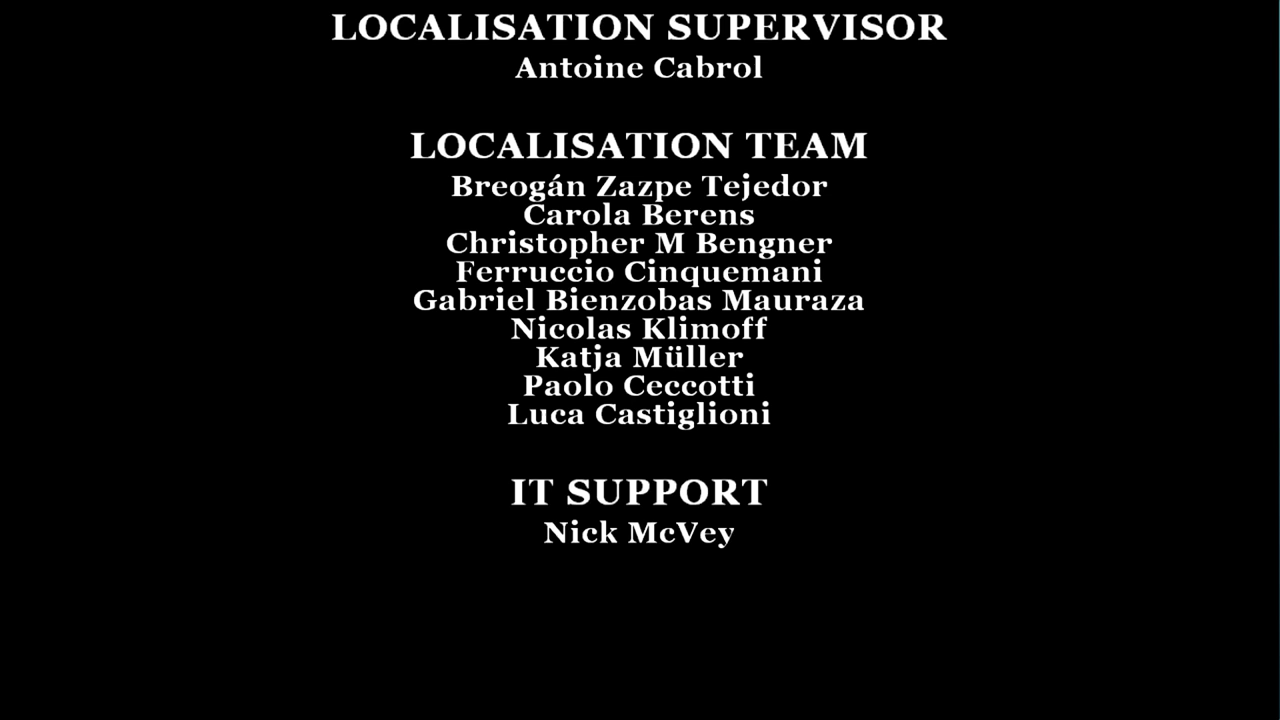 LOCALISATION SUPERVISOR
Antoine Cabrol
LOCALISATION TEAM
Breogán Zazpe Tejedor
Carola Berens
Christopher M Bengner
Ferruccio Cinquemani
Gabriel Bienzobas Mauraza
Nicolas Klimoff
Katja Müller
Paolo Ceccotti
Luca Castiglioni
IT SUPPORT
Nick McVey